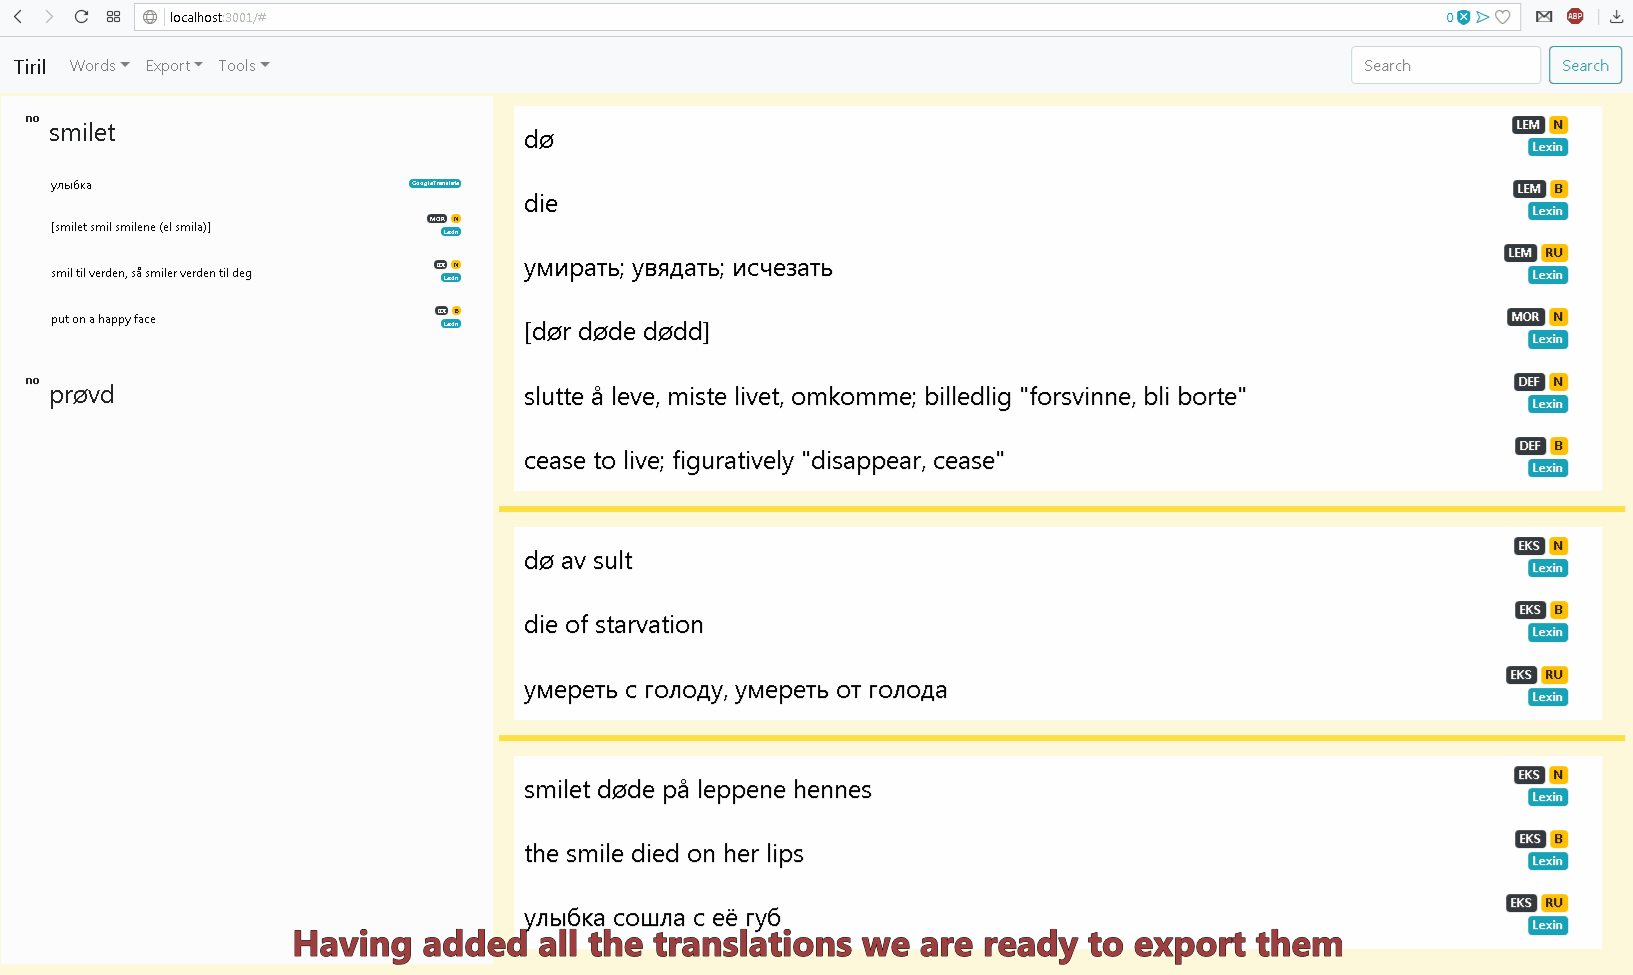 localhost:3001/#
0
ABP
Tiril Words Export Tools Search Search
no
smilet
улыбка
GoogleTranslate
[smilet smil smilene (el smila)]
MOR N
Lexin
smil til verden, så smiler verden til deg
N
Lexin
put on a happy face
B
Lexin
no
prøvd
dø
LEM N
Lexin
die
LEM B
Lexin
умирать; увядать; исчезать
LEM RU
Lexin
[dør døde dødd]
MOR N
Lexin
slutte å leve, miste livet, omkomme; billedlig "forsvinne, bli borte"
DEF N
Lexin
cease to live; figuratively "disappear, cease"
DEF B
Lexin
dø av sult
EKS N
Lexin
die of starvation
EKS B
Lexin
умереть с голоду, умереть от голода
EKS RU
Lexin
smilet døde på leppene hennes
EKS N
Lexin
the smile died on her lips
EKS B
Lexin
улыбка сошла с её губ
EKS RU
Lexin
Having added all the translations we are ready to export them